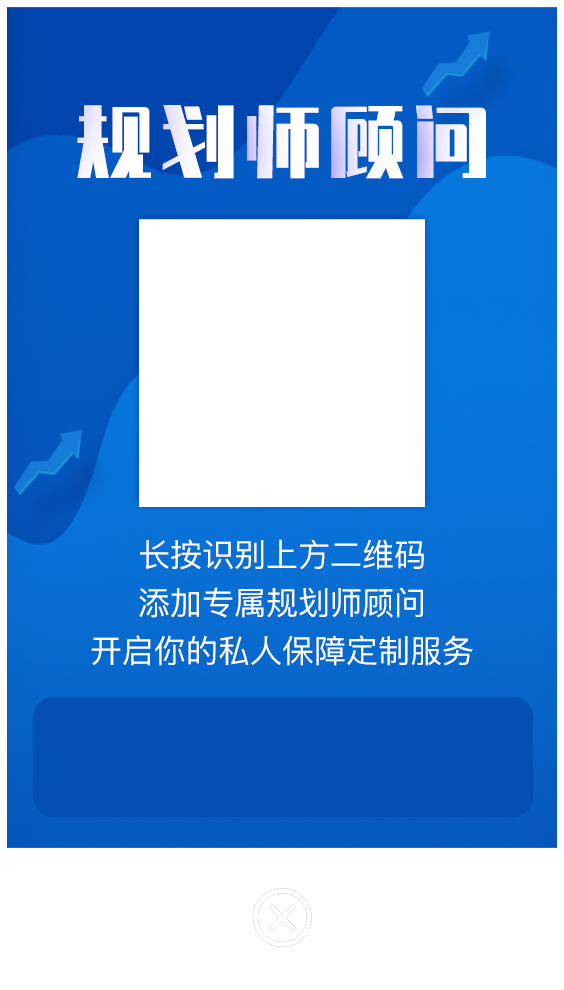 规划师顾问
长按识别上方二维码
添加专属规划师顾问
开启你的私人保障定制服务